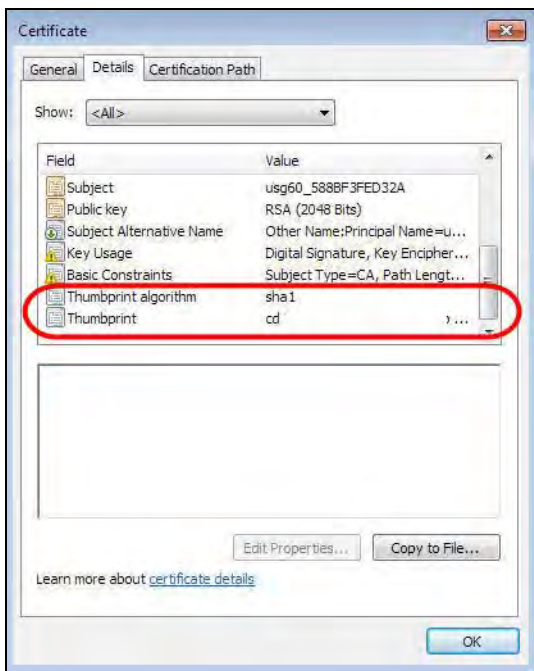 Certificate
General Details Certification Path
Show: <All>
Field Value
Subject usg60_588BF3FED32A
Public key RSA (2048 Bits)
Subject Alternative Name Other Name:Principal Name=u...
Key Usage Digital Signature, Key Encipher...
Basic Constraints Subject Type=CA, Path Lengt...
Thumbprint algorithm sha1
Thumbprint cd ...
Edit Properties... Copy to File...
Learn more about certificate details
OK